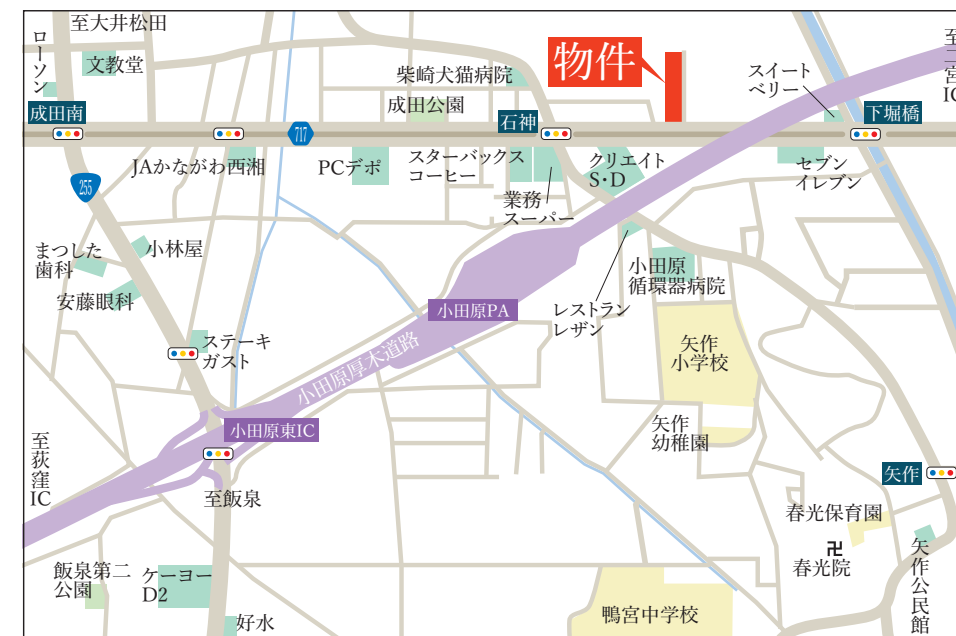 至大井松田
ローソン
文教堂
成田南
柴崎犬猫病院
成田公園
石神
物件
スイート
ベリー
至二宮IC
下堀橋
717
JAかながわ西湘
PCデポ
スターバックス
コーヒー
業務
スーパー
クリエイト
S・D
セブン
イレブン
255
まつした
歯科
小林屋
安藤眼科
ステーキ
ガスト
小田原PA
レストラン
レザン
小田原
循環器病院
小田原厚木道路
矢作
小学校
小田原東IC
矢作
幼稚園
至荻窪IC
至飯泉
矢作
春光保育園
卍
春光院
矢作公民館
飯泉第二
公園
ケーヨー
D2
好水
鴨宮中学校